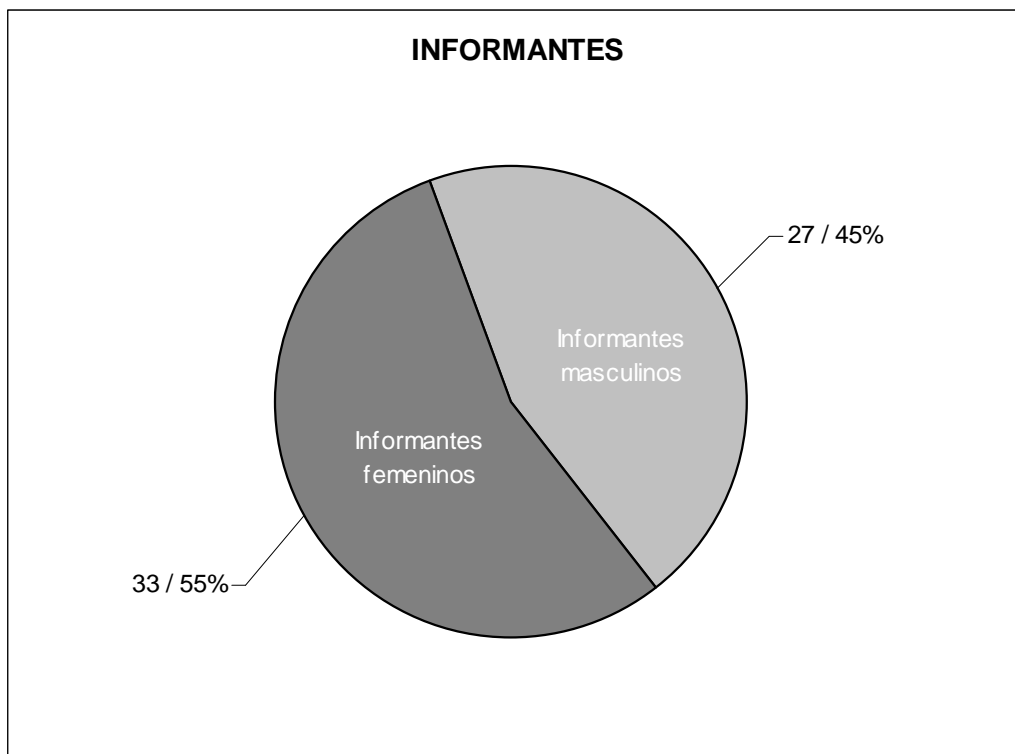 INFORMANTES
27 / 45%
Informantes
masculinos
Informantes
femeninos
33 / 55%